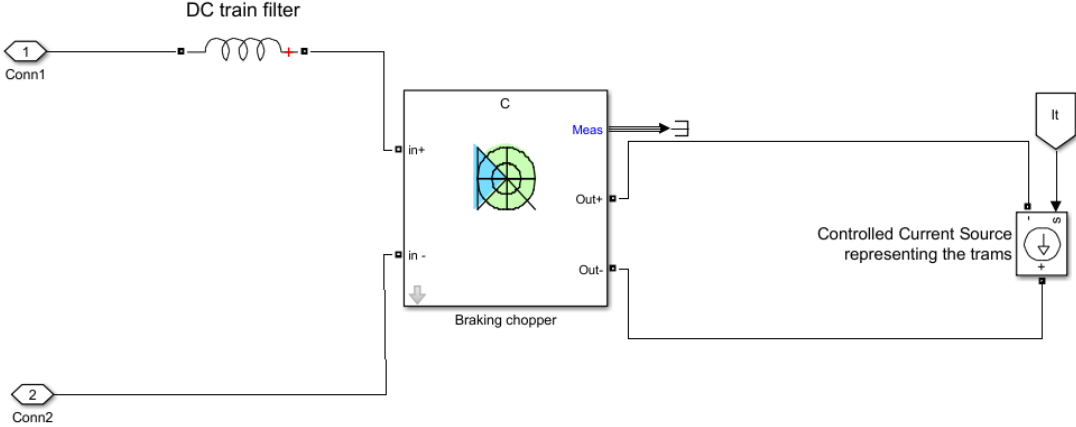 DC train filter
1
Conn1
+
C
Meas
It
in+
Out+
- s
Controlled Current Source
representing the trams
+
in -
Out-
Braking chopper
2
Conn2